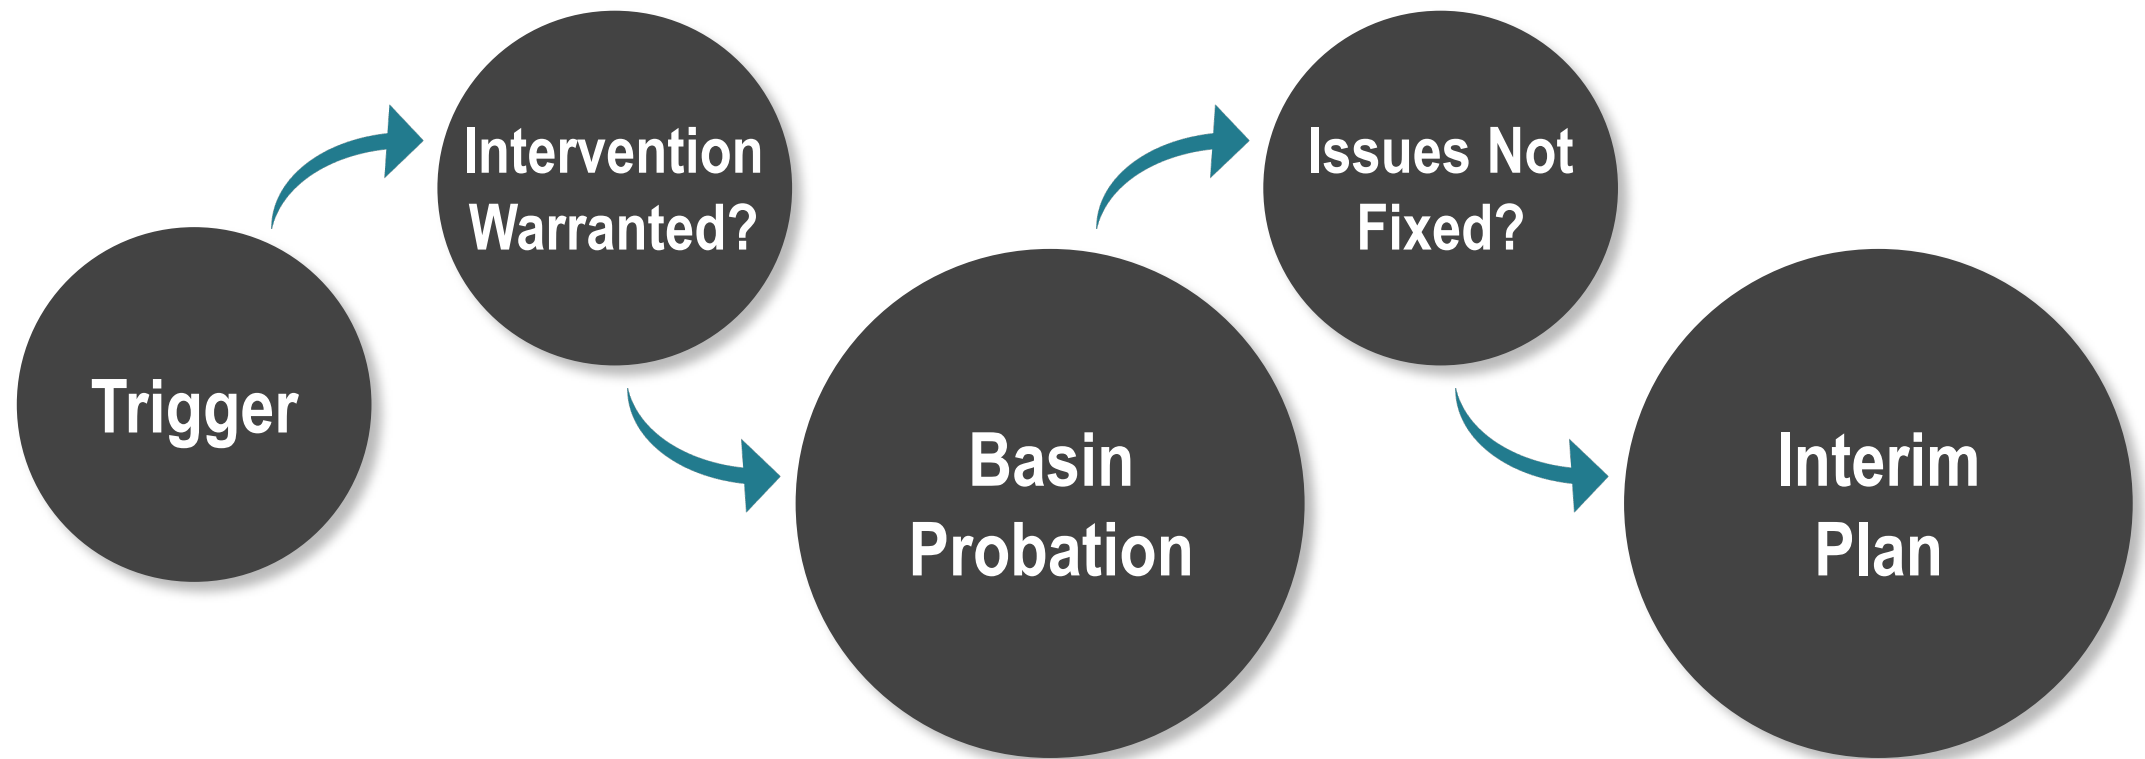 Trigger
Intervention
Warranted?
Basin
Probation
Issues Not
Fixed?
Interim
Plan